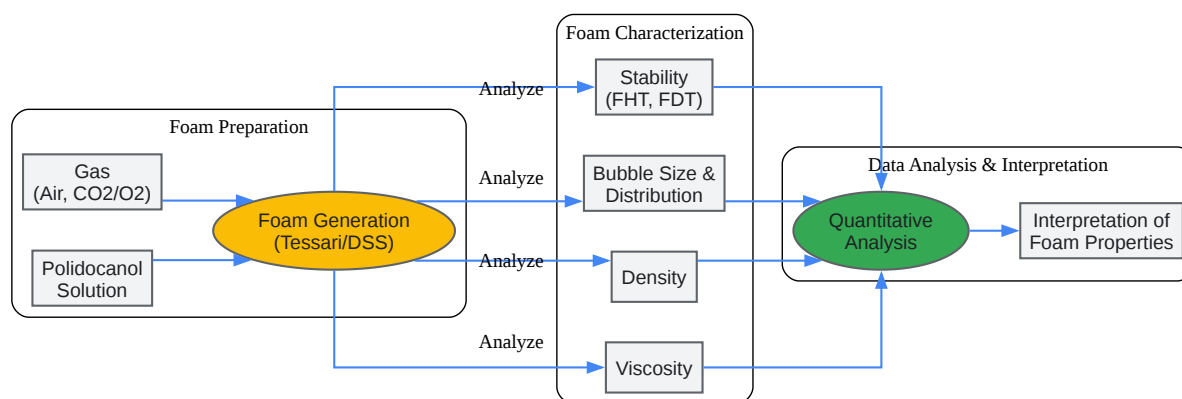 Foam Preparation
Gas
(Air, CO2/O2)
Polidocanol
Solution
Foam Generation
(Tessari/DSS)
Analyze
Analyze
Analyze
Analyze
Foam Characterization
Stability
(FHT, FDT)
Bubble Size &
Distribution
Density
Viscosity
Data Analysis & Interpretation
Quantitative
Analysis
Interpretation of
Foam Properties